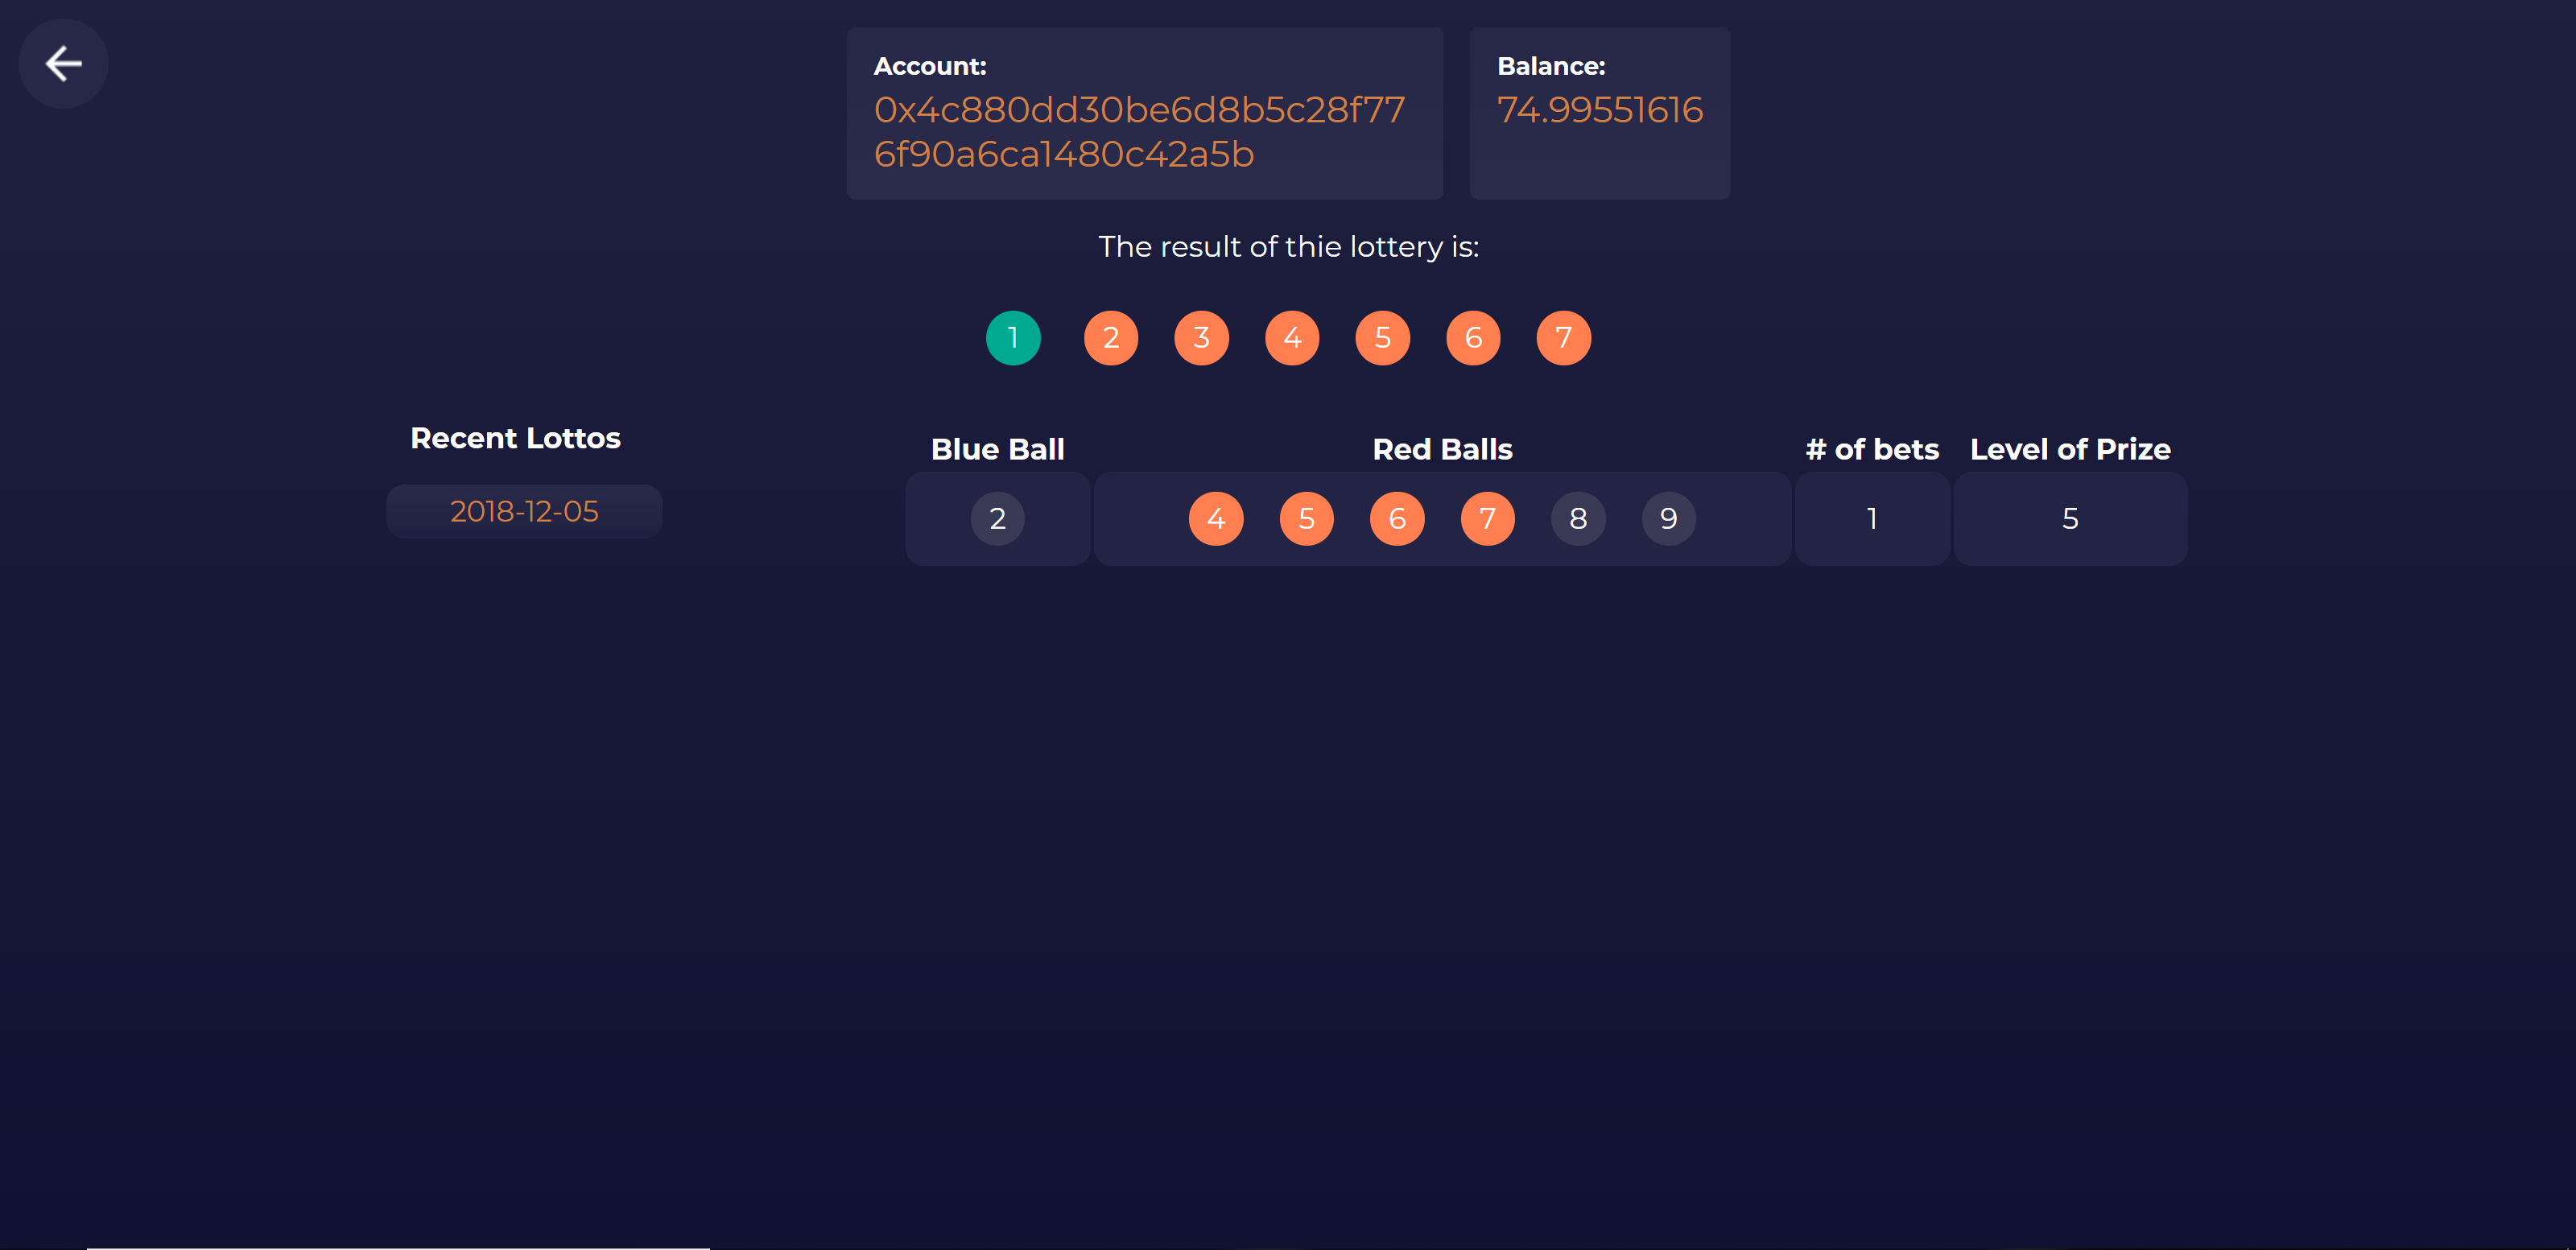 Account:
0x4c880dd30be6d8b5c28f77
6f90a6ca1480c42a5b
Balance:
74.99551616
The result of thie lottery is:
1 2 3 4 5 6 7
Recent Lottos
2018-12-05
Blue Ball Red Balls # of bets Level of Prize
2 4 5 6 7 8 9 1 5